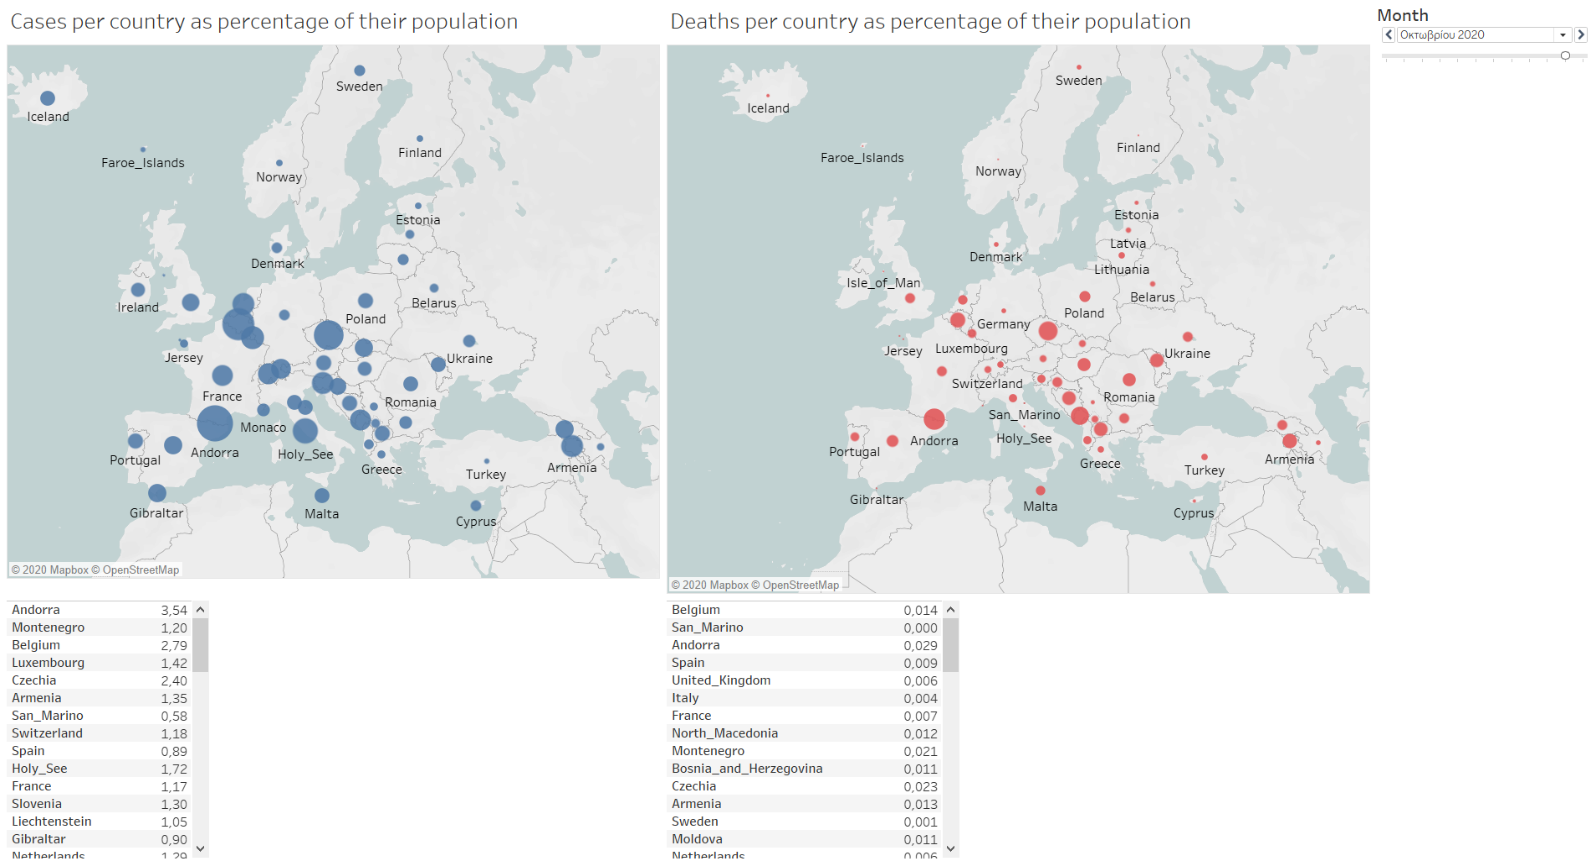 Cases per country as percentage of their population
Sweden
Iceland
Finland
Faroe_Islands
Norway
Estonia
Denmark
Belarus
Ireland
Poland
Jersey
Ukraine
France
Romania
Monaco
Portugal
Andorra
Holy_See
Greece
Turkey
Armenia
Gibraltar
Malta
Cyprus
© 2020 Mapbox © OpenStreetMap
Andorra 3,54
Montenegro 1,20
Belgium 2,79
Luxembourg 1,42
Czechia 2,40
Armenia 1,35
San_Marino 0,58
Switzerland 1,18
Spain 0,89
Holy_See 1,72
France 1,17
Slovenia 1,30
Liechtenstein 1,05
Gibraltar 0,90
Netherlands 1,29
Deaths per country as percentage of their population
Sweden
Iceland
Finland
Faroe_Islands
Norway
Estonia
Latvia
Denmark
Lithuania
Isle_of_Man
Belarus
Poland
Germany
Jersey
Luxembourg
Ukraine
Switzerland
Romania
San_Marino
Andorra
Holy_See
Portugal
Greece
Armenia
Turkey
Gibraltar
Malta
Cyprus
© 2020 Mapbox © OpenStreetMap
Belgium 0,014
San_Marino 0,000
Andorra 0,029
Spain 0,009
United_Kingdom 0,006
Italy 0,004
France 0,007
North_Macedonia 0,012
Montenegro 0,021
Bosnia_and_Herzegovina 0,011
Czechia 0,023
Armenia 0,013
Sweden 0,001
Moldova 0,011
Netherlands 0,006
Month
Οκτωβρίου 2020